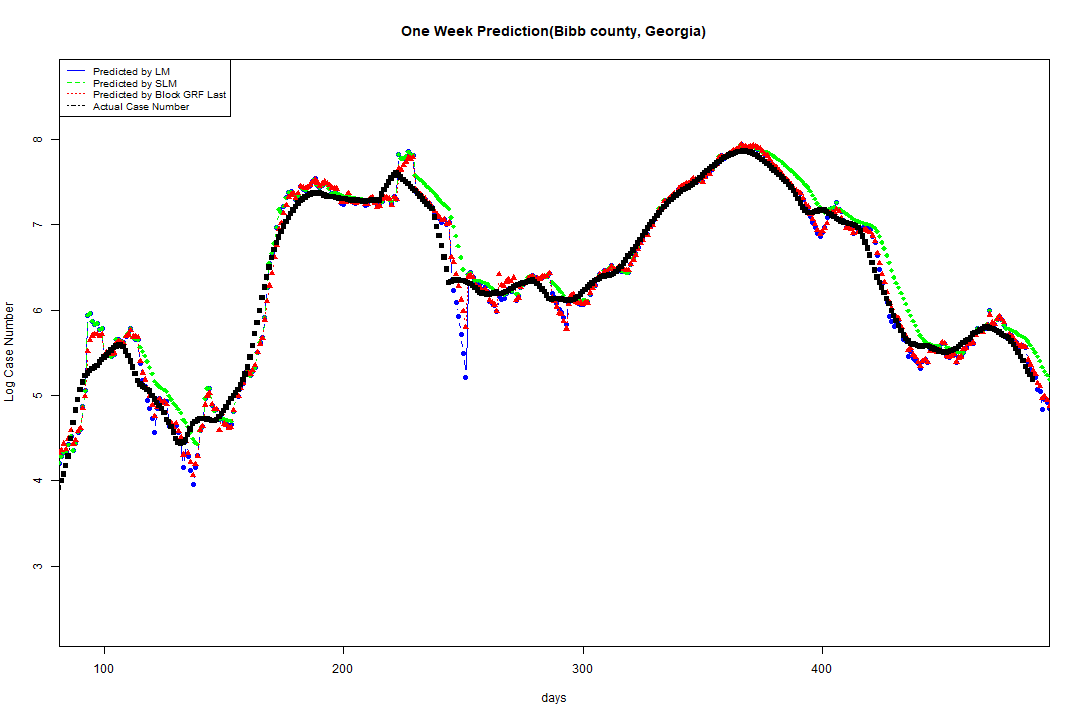 One Week Prediction(Bibb county, Georgia)
Predicted by LM
Predicted by SLM
Predicted by Block GRF Last
Actual Case Number
8
7
6
5
4
3
Log Case Number
100 200 300 400
days